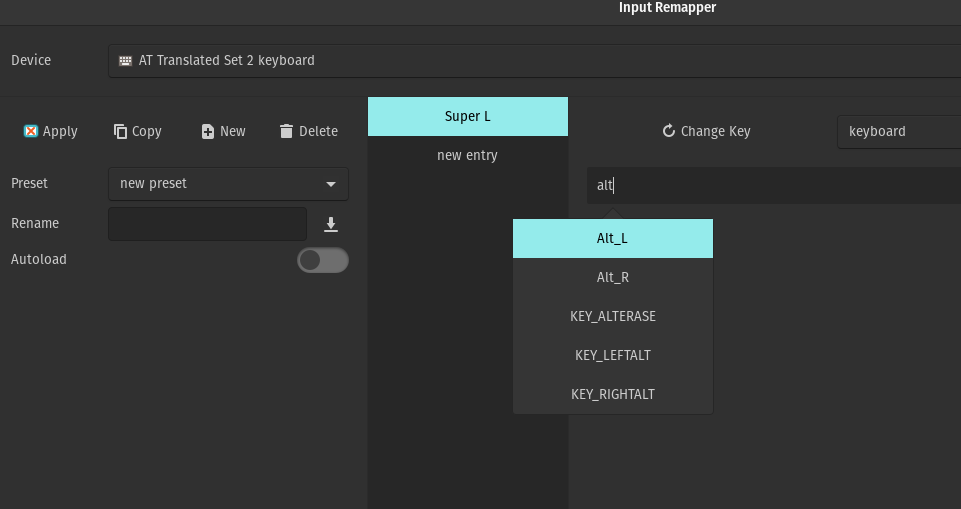 Input Remapper
Device AT Translated Set 2 keyboard
Apply Copy New Delete
Preset new preset
Rename
Autoload
Super L
new entry
Change Key keyboard
alt
Alt_L
Alt_R
KEY_ALTERASE
KEY_LEFTALT
KEY_RIGHTALT